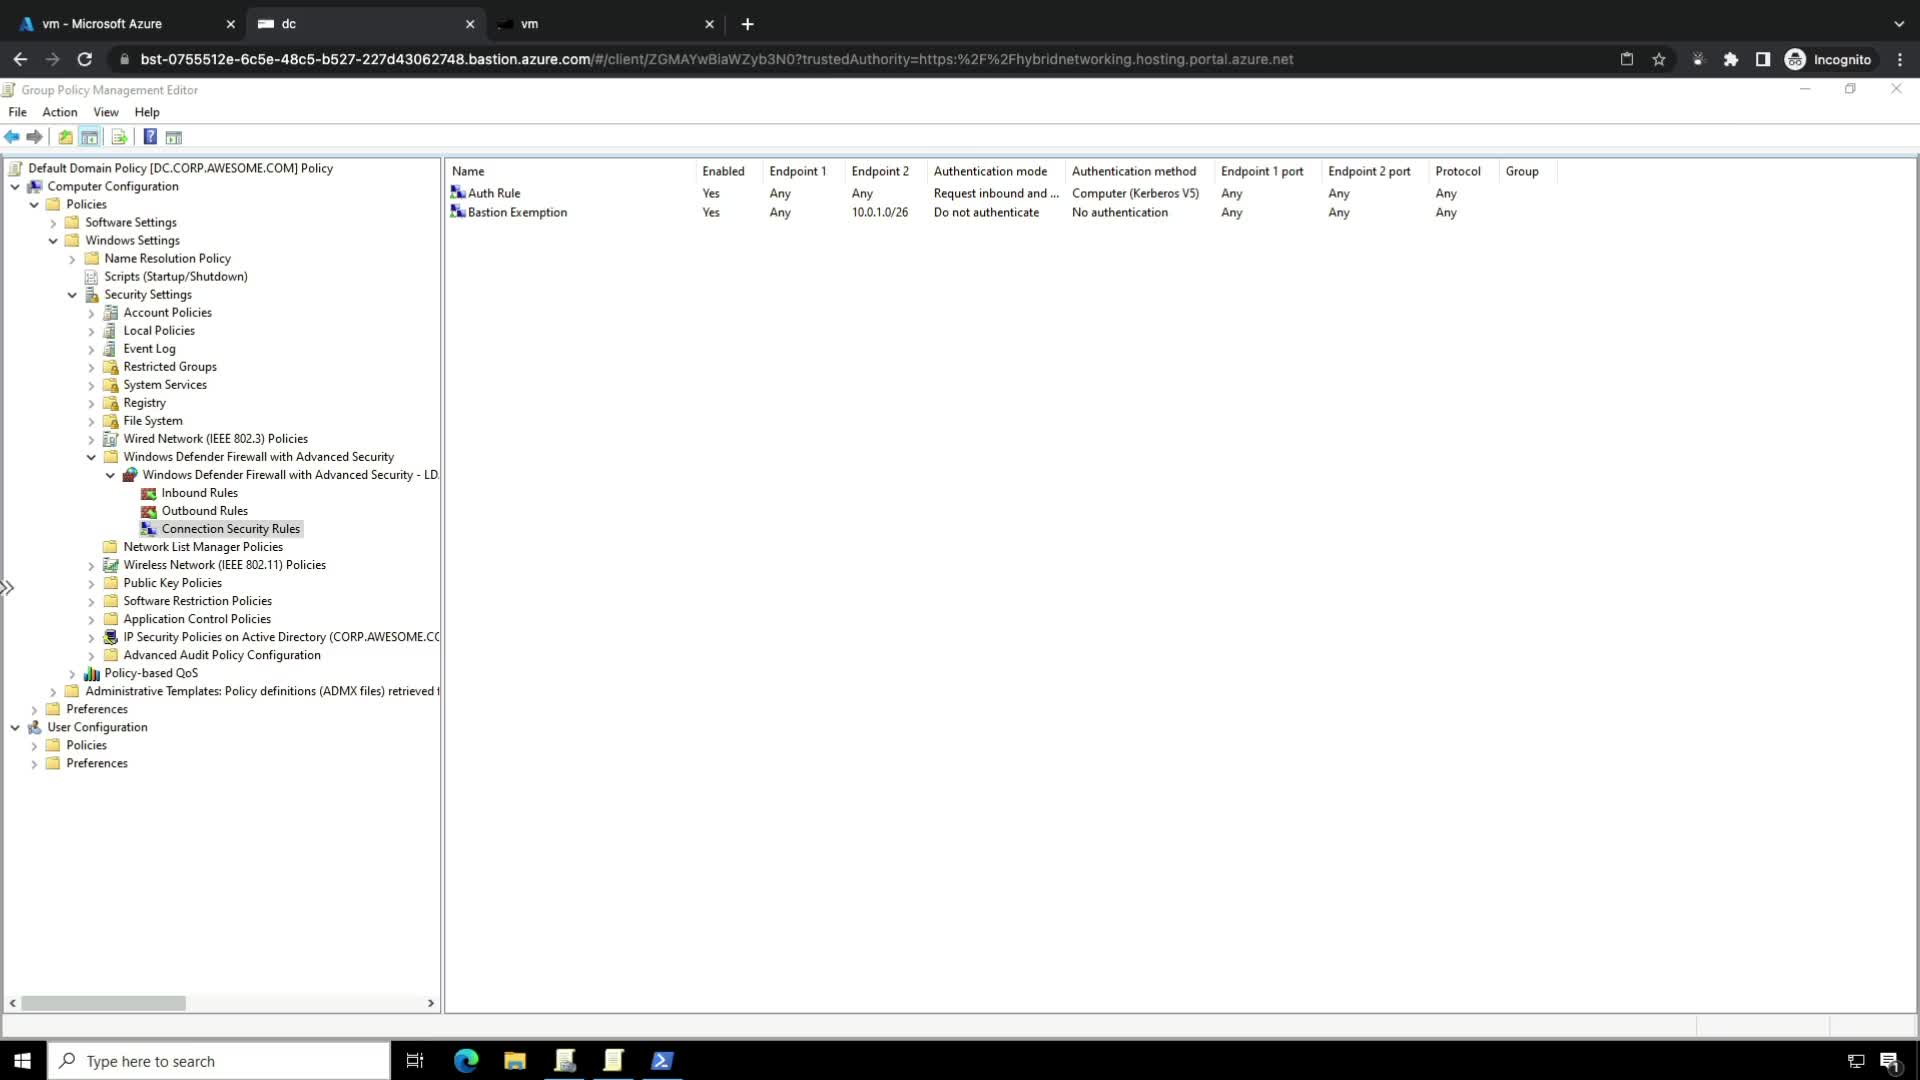 vm - Microsoft Azure
dc
vm
bst-0755512e-6c5e-48c5-b527-227d43062748.bastion.azure.com/#/client/ZGMAYwBiaWZyb3N0?trustedAuthority=https:%2F%2Fhybridnetworking.hosting.portal.azure.net
Incognito
Group Policy Management Editor
File Action View Help
Default Domain Policy [DC.CORP.AWESOME.COM] Policy
Computer Configuration
Policies
Software Settings
Windows Settings
Name Resolution Policy
Scripts (Startup/Shutdown)
Security Settings
Account Policies
Local Policies
Event Log
Restricted Groups
System Services
Registry
File System
Wired Network (IEEE 802.3) Policies
Windows Defender Firewall with Advanced Security
Windows Defender Firewall with Advanced Security - LD
Inbound Rules
Outbound Rules
Connection Security Rules
Network List Manager Policies
Wireless Network (IEEE 802.11) Policies
Public Key Policies
Software Restriction Policies
Application Control Policies
IP Security Policies on Active Directory (CORP.AWESOME.CO
Advanced Audit Policy Configuration
Policy-based QoS
Administrative Templates: Policy definitions (ADMX files) retrieved f
Preferences
User Configuration
Policies
Preferences
Name Enabled Endpoint 1 Endpoint 2 Authentication mode Authentication method Endpoint 1 port Endpoint 2 port Protocol Group
Auth Rule Yes Any Any Request inbound and ... Computer (Kerberos V5) Any Any Any
Bastion Exemption Yes Any 10.0.1.0/26 Do not authenticate No authentication Any Any Any
Type here to search
1